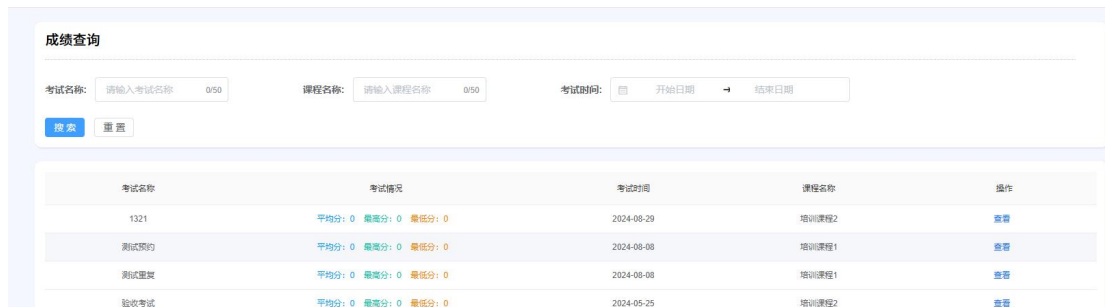 成绩查询
考试名称: 请输入考试名称 0/50 课程名称: 请输入课程名称 0/50 考试时间: 开始日期 → 结束日期
搜索 重置
考试名称 考试情况 考试时间 课程名称 操作
1321 平均分：0 最高分：0 最低分：0 2024-08-29 培训课程2 查看
测试预约 平均分：0 最高分：0 最低分：0 2024-08-08 培训课程1 查看
测试重复 平均分：0 最高分：0 最低分：0 2024-08-08 培训课程1 查看
验收考试 平均分：0 最高分：0 最低分：0 2024-05-25 培训课程2 查看